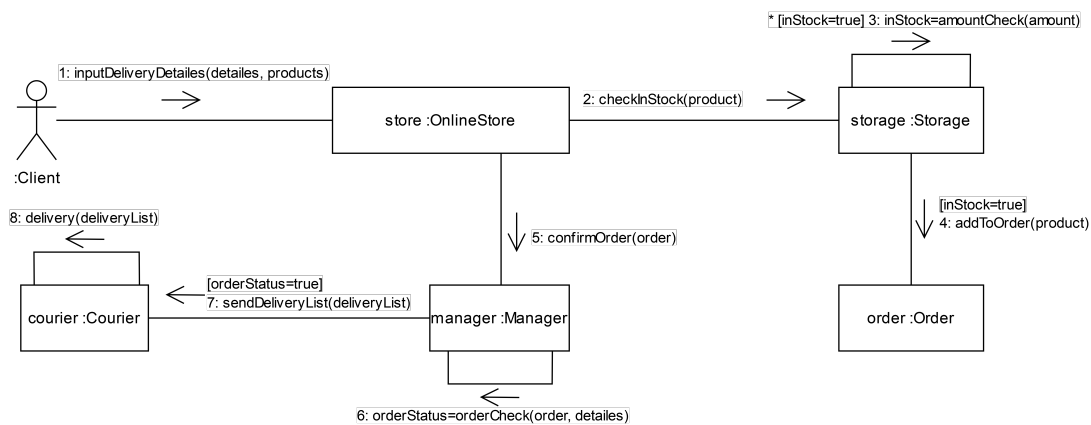 * [inStock=true] 3: inStock=amountCheck(amount)
1: inputDeliveryDetailes(detailes, products)
2: checkInStock(product)
store :OnlineStore
storage :Storage
:Client
[inStock=true]
4: addToOrder(product)
8: delivery(deliveryList)
5: confirmOrder(order)
[orderStatus=true]
7: sendDeliveryList(deliveryList)
courier :Courier
manager :Manager
order :Order
6: orderStatus=orderCheck(order, detailes)